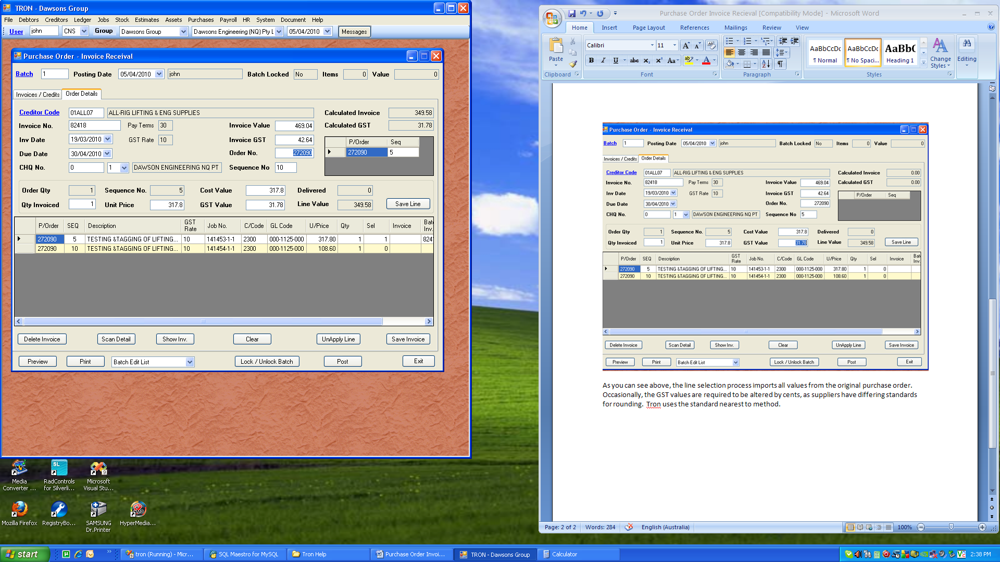 TRON - Dawsons Group
File Debtors Creditors Ledger Jobs Stock Estimates Assets Purchases Payroll HR System Document Help
User john CNS Group Dawsons Group Dawsons Engineering (NQ) Pty L 05/04/2010 Messages
Purchase Order - Invoice Receival
Batch 1 Posting Date 05/04/2010 john Batch Locked No Items 0 Value 0
Invoices / Credits Order Details
Creditor Code 01ALL07 ALL-RIG LIFTING & ENG SUPPLIES Calculated Invoice 349.58
Invoice No. 82418 Pay Terms 30 Invoice Value 469.04 Calculated GST 31.78
Inv Date 19/03/2010 GST Rate 10 Invoice GST 42.64 P/Order Seq
Due Date 30/04/2010 Order No. 272090 272090 5
CHQ No. 0 1 DAWSON ENGINEERING NQ PT Sequence No 10
Order Qty 1 Sequence No. 5 Cost Value 317.8 Delivered 0
Qty Invoiced 1 Unit Price 317.8 GST Value 31.78 Line Value 349.58 Save Line
P/Order SEQ Description GST Rate Job No. C/Code GL Code U/Price Qty Sel Invoice Batc Inv.
272090 5 TESTING &TAGGING OF LIFTING... 10 141453-1-1 2300 000-1125-000 317.80 1 1 824
272090 10 TESTING &TAGGING OF LIFTING... 10 141454-1-1 2300 000-1125-000 108.60 1 0
Delete Invoice Scan Detail Show Inv. Clear UnApply Line Save Invoice
Preview Print Batch Edit List Lock / Unlock Batch Post Exit
Media Converter ...
RadControls for Silverli...
Microsoft Visual Stu...
Mozilla Firefox
RegistryBo...
SAMSUNG Dr.Printer
HyperMedia...
Purchase Order Invoice Recieval [Compatibility Mode] - Microsoft Word
Home Insert Page Layout References Mailings Review View
Paste Calibri 11 AaBbCcDc AaBbCcDc AaBbC Change Styles Editing
¶ Normal ¶ No Spaci... Heading 1
Clipboard Font Paragraph Styles
Purchase Order - Invoice Receival
Batch 1 Posting Date 05/04/2010 john Batch Locked No Items 0 Value 0
Invoices / Credits Order Details
Creditor Code 01ALL07 ALL-RIG LIFTING & ENG SUPPLIES Calculated Invoice 0.00
Invoice No. 82418 Pay Terms 30 Invoice Value 469.04 Calculated GST 0.00
Inv Date 19/03/2010 GST Rate 10 Invoice GST 42.64 P/Order Seq
Due Date 30/04/2010 Order No. 272090
CHQ No. 0 1 DAWSON ENGINEERING NQ PT Sequence No 5
Order Qty 1 Sequence No. 5 Cost Value 317.8 Delivered 0
Qty Invoiced 1 Unit Price 317.8 GST Value 31.78 Line Value 349.58 Save Line
P/Order SEQ Description GST Rate Job No. C/Code GL Code U/Price Qty Sel Invoice Bat Inv.
272090 5 TESTING &TAGGING OF LIFTING... 10 141453-1-1 2300 000-1125-000 317.80 1 0
272090 10 TESTING &TAGGING OF LIFTING... 10 141454-1-1 2300 000-1125-000 108.60 1 0
Delete Invoice Scan Detail Show Inv. Clear UnApply Line Save Invoice
Preview Print Batch Edit List Lock / Unlock Batch Post Exit
As you can see above, the line selection process imports all values from the original purchase order.
Occasionally, the GST values are required to be altered by cents, as suppliers have differing standards
for rounding. Tron uses the standard nearest to method.
Page: 2 of 2 Words: 284 English (Australia) 100%
start tron (Running) - Micr... SQL Maestro for MySQL Tron Help Purchase Order Invoi... TRON - Dawsons Group Calculator 2:38 PM